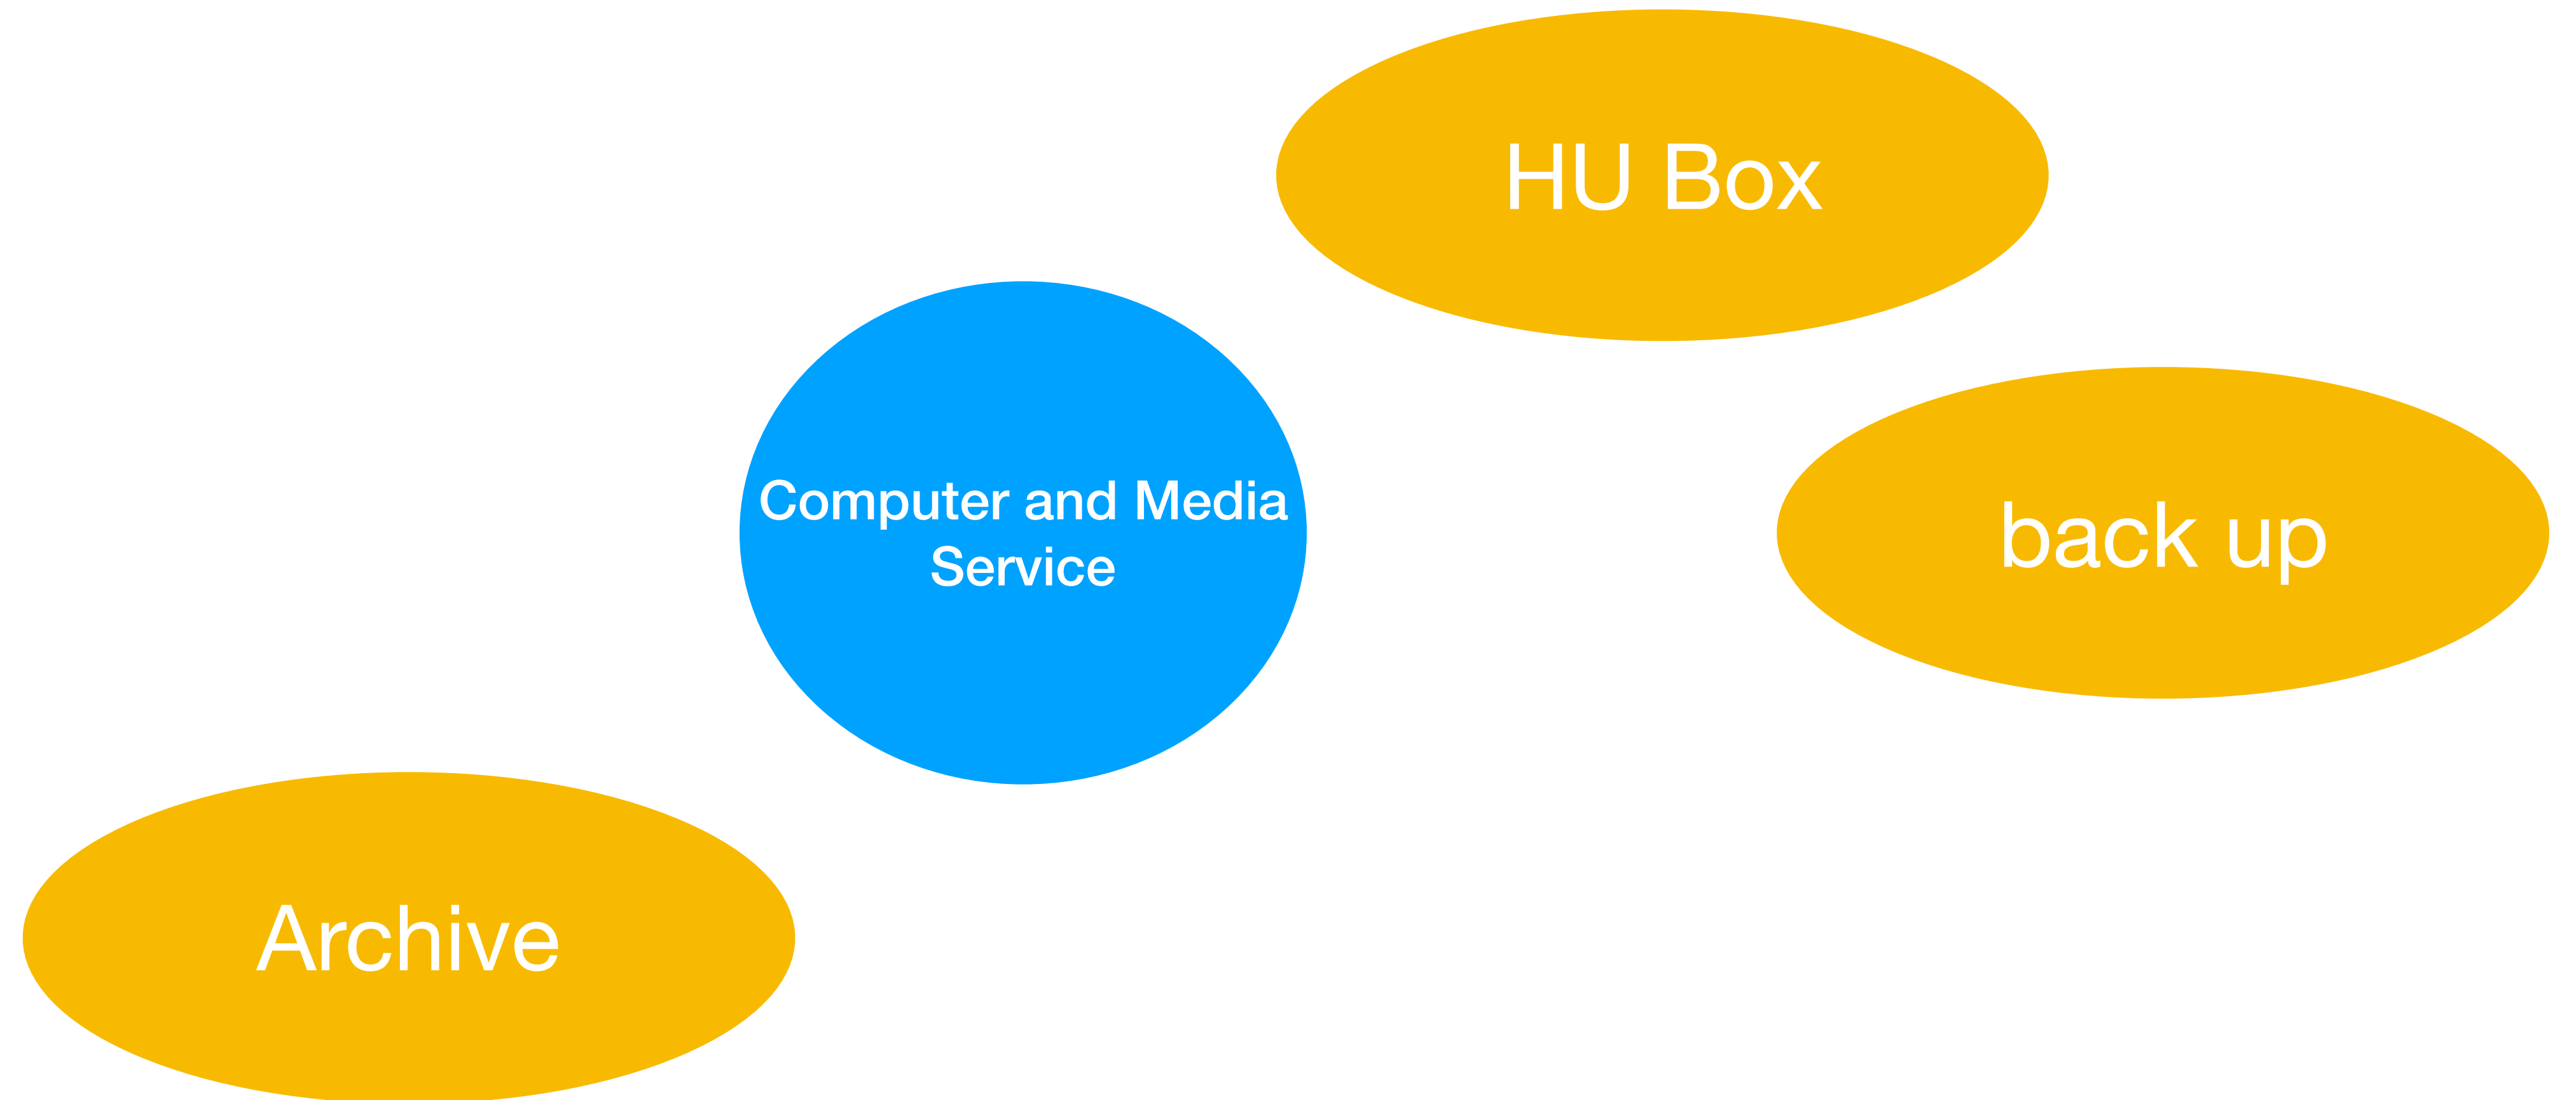 HU Box
Computer and Media
Service
back up
Archive